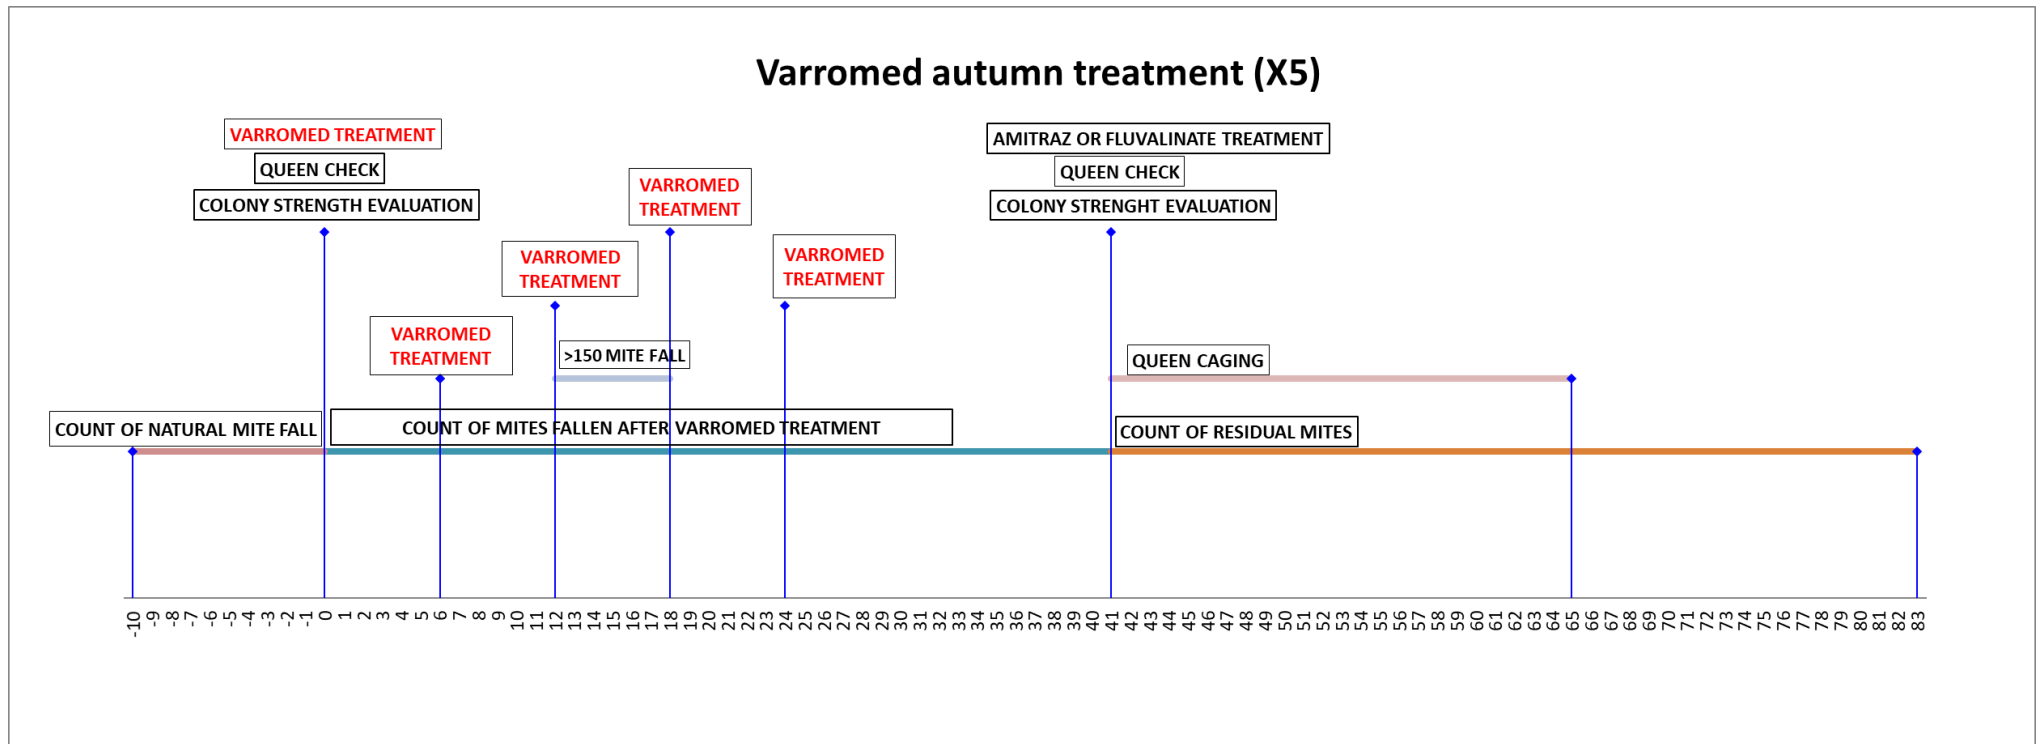 Varromed autumn treatment (X5)
VARROMED TREATMENT
QUEEN CHECK
COLONY STRENGTH EVALUATION
VARROMED
TREATMENT
VARROMED
TREATMENT
VARROMED
TREATMENT
VARROMED
TREATMENT
AMITRAZ OR FLUVALINATE TREATMENT
QUEEN CHECK
COLONY STRENGHT EVALUATION
>150 MITE FALL
QUEEN CAGING
COUNT OF NATURAL MITE FALL
COUNT OF MITES FALLEN AFTER VARROMED TREATMENT
COUNT OF RESIDUAL MITES
-10 -9 -8 -7 -6 -5 -4 -3 -2 -1 0 1 2 3 4 5 6 7 8 9 10 11 12 13 14 15 16 17 18 19 20 21 22 23 24 25 26 27 28 29 30 31 32 33 34 35 36 37 38 39 40 41 42 43 44 45 46 47 48 49 50 51 52 53 54 55 56 57 58 59 60 61 62 63 64 65 66 67 68 69 70 71 72 73 74 75 76 77 78 79 80 81 82 83